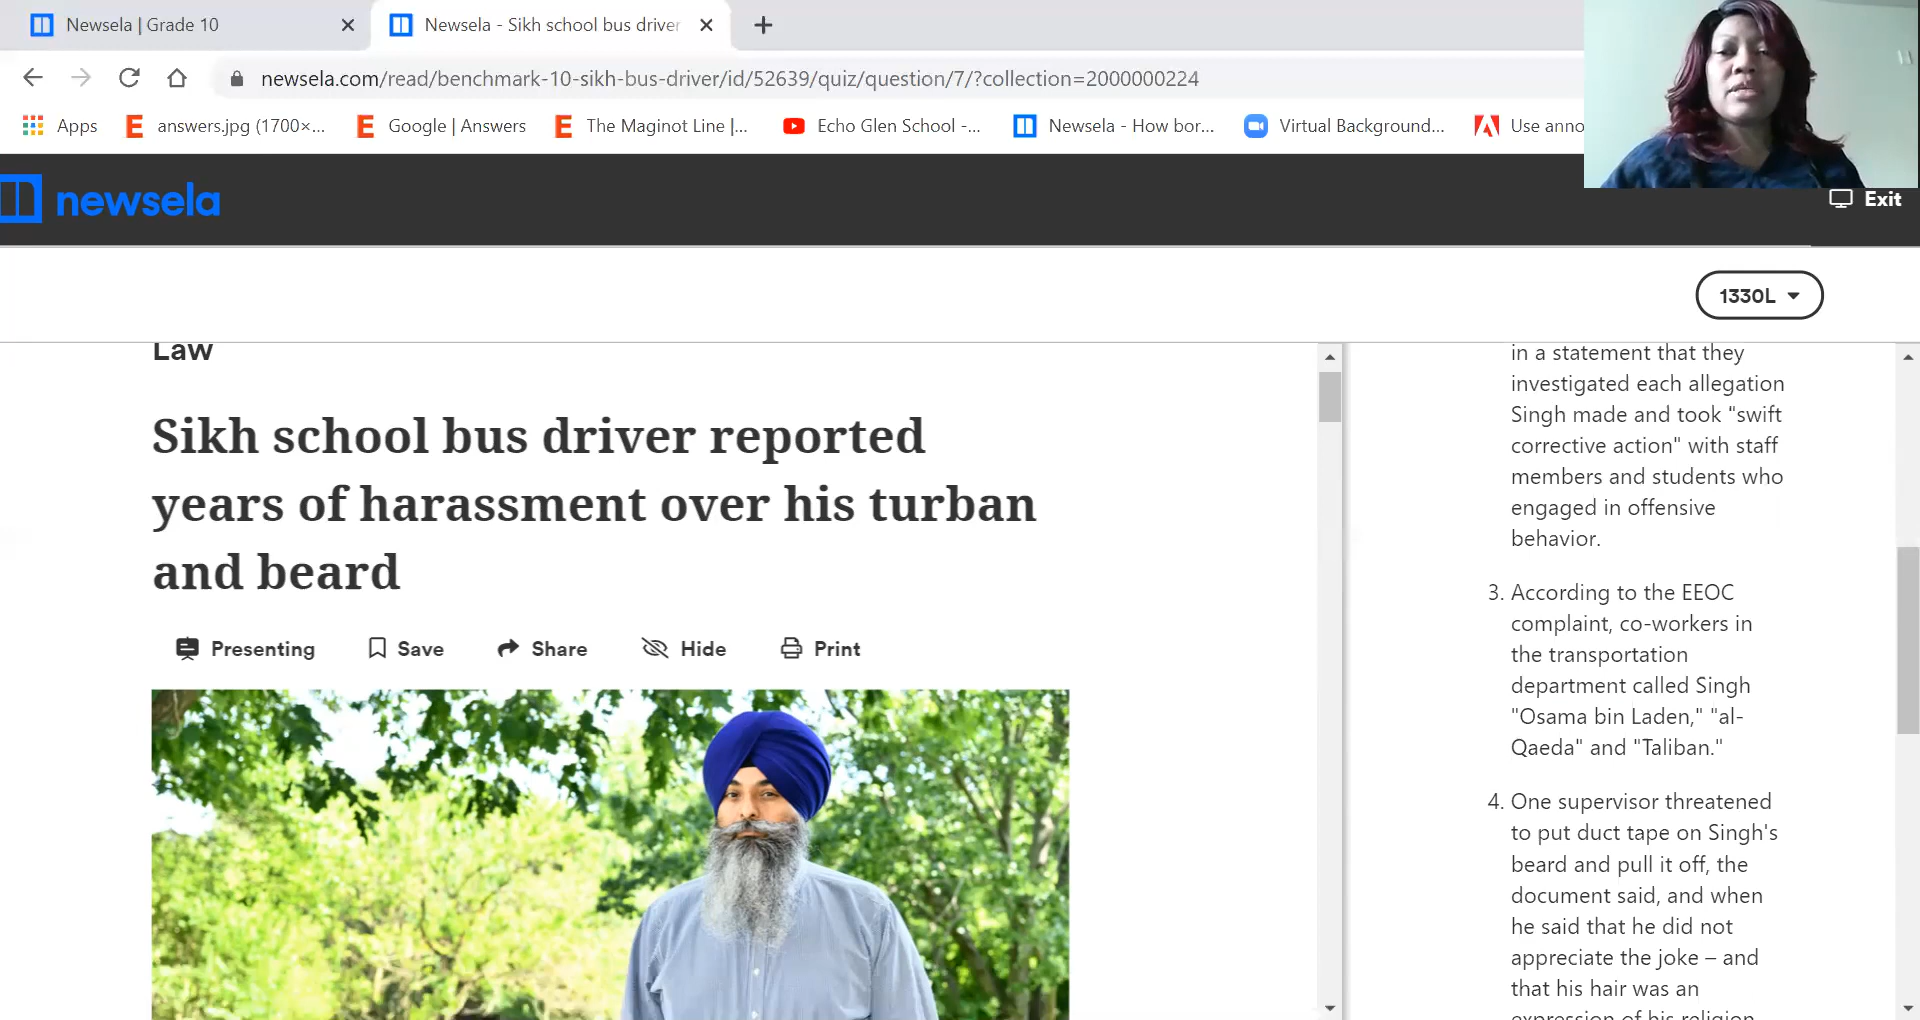 Newsela | Grade 10
Newsela - Sikh school bus driver
newsela.com/read/benchmark-10-sikh-bus-driver/id/52639/quiz/question/7/?collection=2000000224
Apps
answers.jpg (1700×...
Google | Answers
The Maginot Line |...
Echo Glen School -...
Newsela - How bor...
Virtual Background...
Use anno
newsela
Exit
1330L
Law
Sikh school bus driver reported
years of harassment over his turban
and beard
Presenting
Save
Share
Hide
Print
in a statement that they
investigated each allegation
Singh made and took "swift
corrective action" with staff
members and students who
engaged in offensive
behavior.
3. According to the EEOC
complaint, co-workers in
the transportation
department called Singh
"Osama bin Laden," "al-
Qaeda" and "Taliban."
4. One supervisor threatened
to put duct tape on Singh's
beard and pull it off, the
document said, and when
he said that he did not
appreciate the joke – and
that his hair was an
expression of his religion